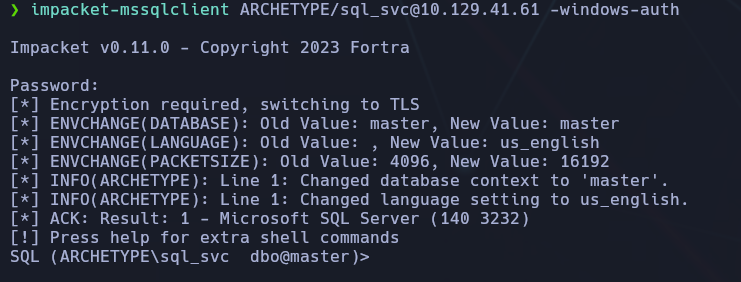 ❯ impacket-mssqlclient ARCHETYPE/sql_svc@10.129.41.61 -windows-auth
Impacket v0.11.0 - Copyright 2023 Fortra
Password:
[*] Encryption required, switching to TLS
[*] ENVCHANGE(DATABASE): Old Value: master, New Value: master
[*] ENVCHANGE(LANGUAGE): Old Value: , New Value: us_english
[*] ENVCHANGE(PACKETSIZE): Old Value: 4096, New Value: 16192
[*] INFO(ARCHETYPE): Line 1: Changed database context to 'master'.
[*] INFO(ARCHETYPE): Line 1: Changed language setting to us_english.
[*] ACK: Result: 1 - Microsoft SQL Server (140 3232)
[!] Press help for extra shell commands
SQL (ARCHETYPE\sql_svc  dbo@master)>